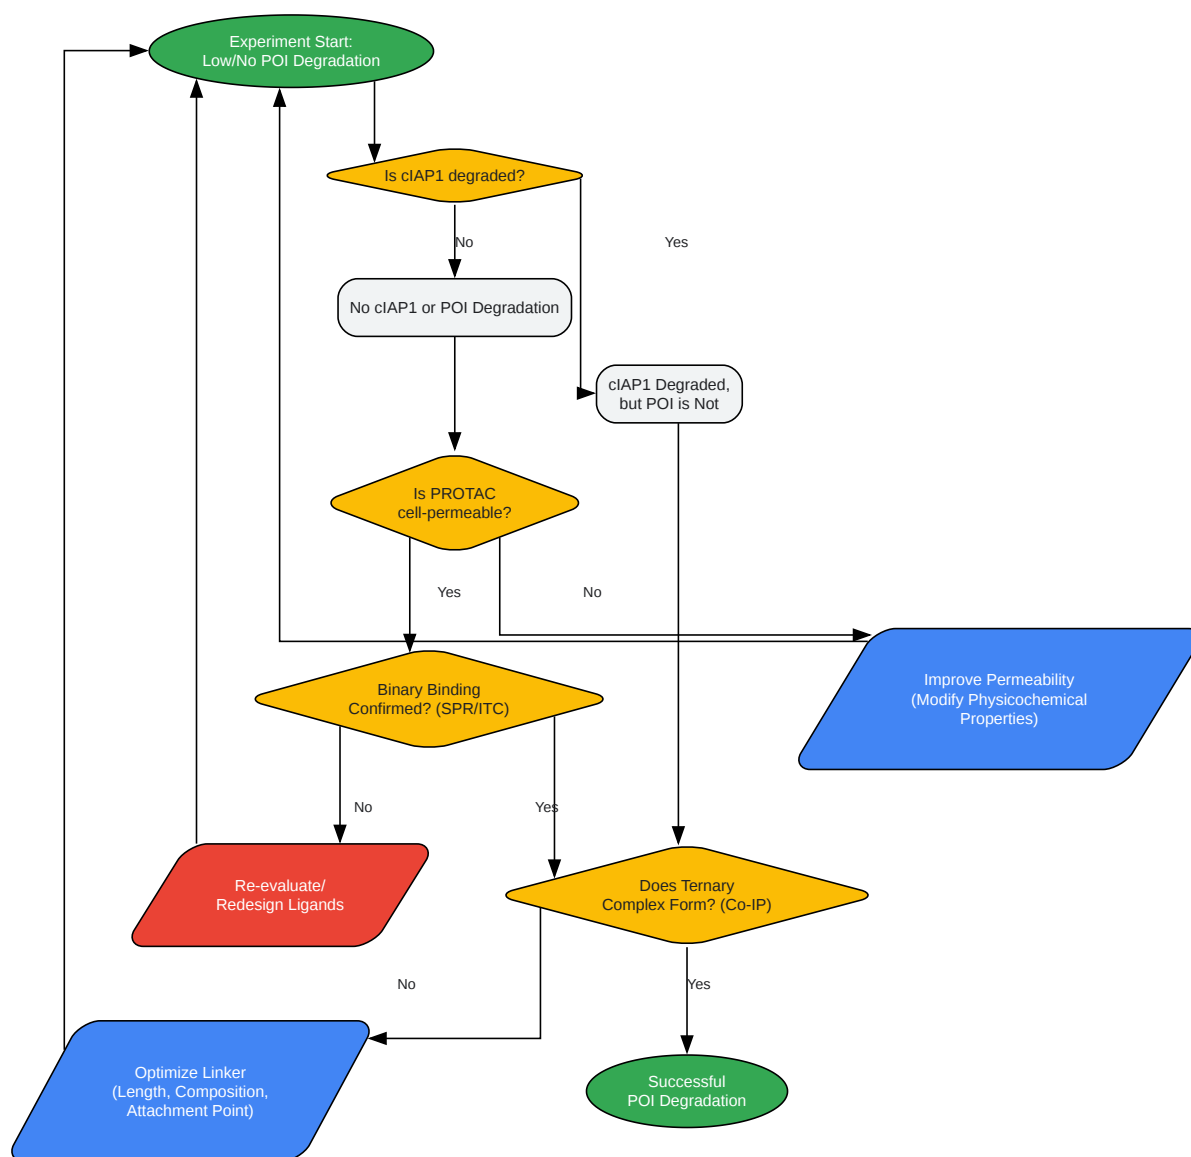 Experiment Start:
Low/No POI Degradation
Is cIAP1 degraded?
No
Yes
No cIAP1 or POI Degradation
cIAP1 Degraded,
but POI is Not
Is PROTAC
cell-permeable?
Yes
No
Improve Permeability
(Modify Physicochemical
Properties)
Binary Binding
Confirmed? (SPR/ITC)
No
Yes
Re-evaluate/
Redesign Ligands
Does Ternary
Complex Form? (Co-IP)
No
Yes
Optimize Linker
(Length, Composition,
Attachment Point)
Successful
POI Degradation